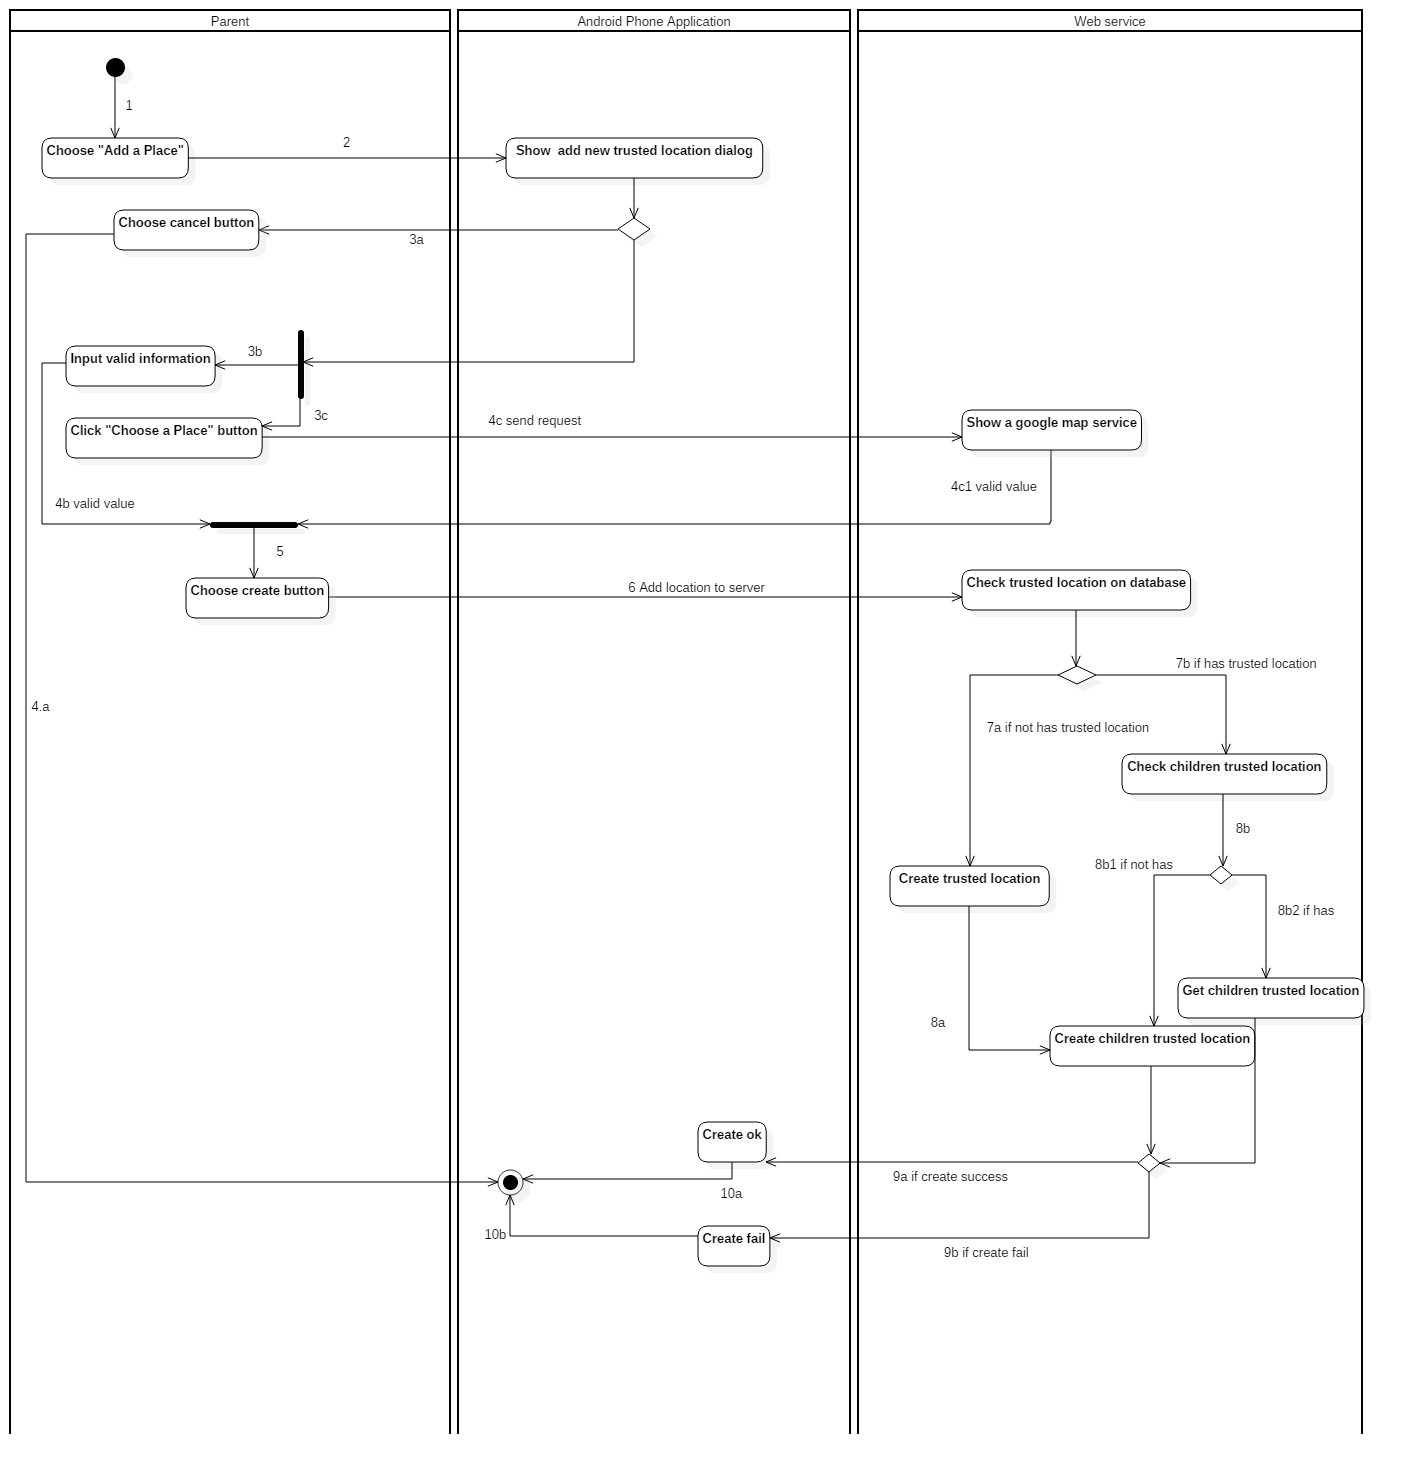 Parent
Android Phone Application
Web service
1
Choose "Add a Place"
2
Show  add new trusted location dialog
Choose cancel button
3a
Input valid information
3b
3c
Click "Choose a Place" button
4c send request
Show a google map service
4c1 valid value
4b valid value
5
Choose create button
6 Add location to server
Check trusted location on database
7b if has trusted location
4.a
7a if not has trusted location
Check children trusted location
8b
8b1 if not has
Create trusted location
8b2 if has
Get children trusted location
8a
Create children trusted location
Create ok
9a if create success
10a
10b
Create fail
9b if create fail